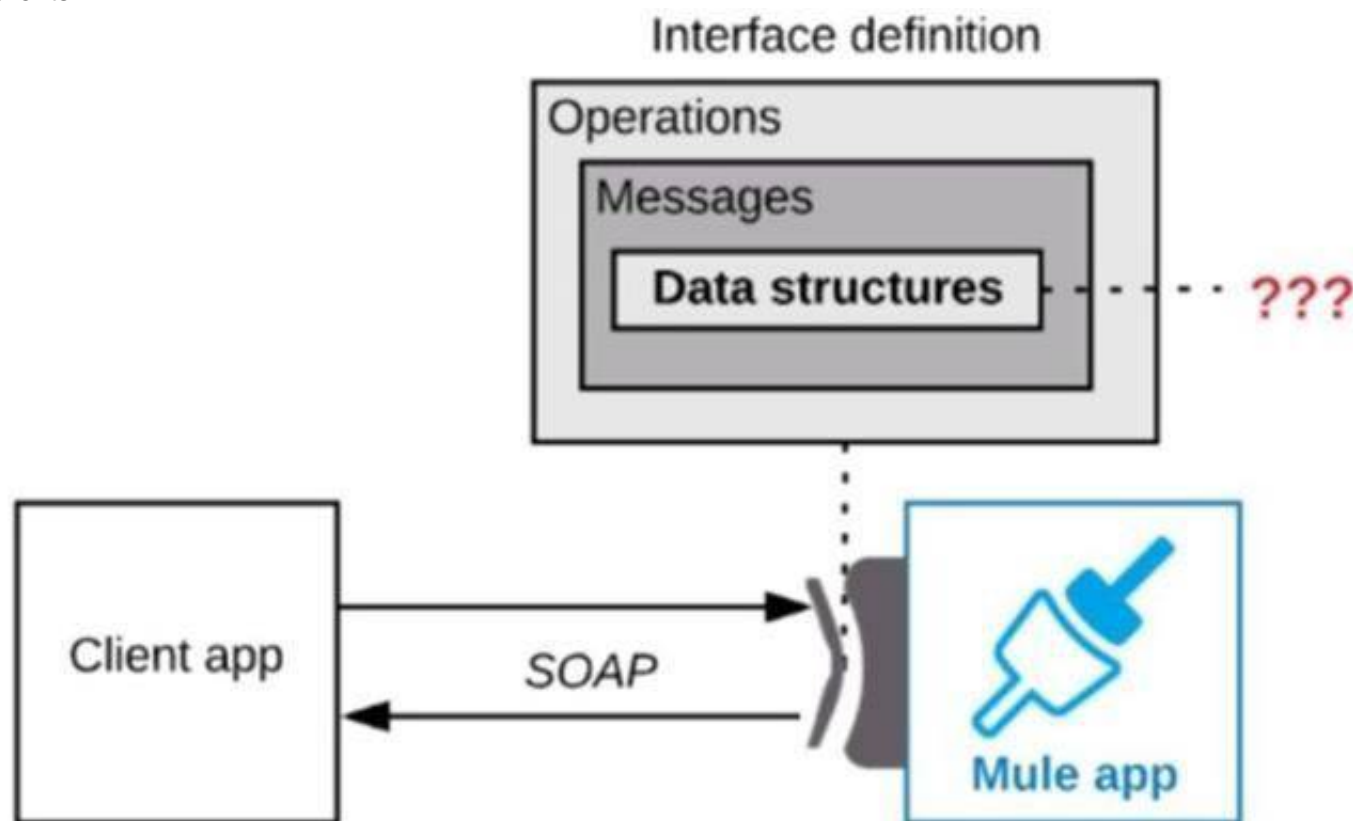 Interface definition
Operations
Messages
Data structures
???
Client app
SOAP
Mule app